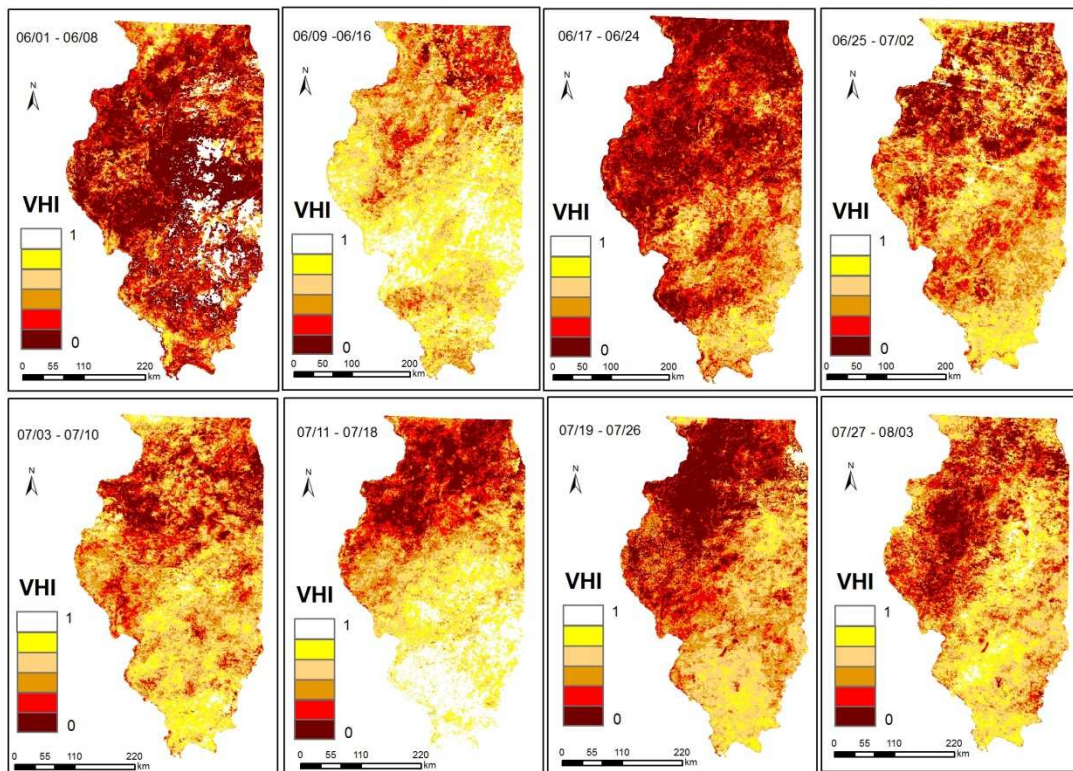 06/01 - 06/08
N
VHI
1
0
0 55 110 220
km
06/09 -06/16
N
VHI
1
0
0 50 100 200
km
06/17 - 06/24
N
VHI
1
0
0 50 100 200
km
06/25 - 07/02
N
VHI
1
0
0 50 100 200
km
07/03 - 07/10
N
VHI
1
0
0 55 110 220
km
07/11 - 07/18
N
VHI
1
0
0 55 110 220
km
07/19 - 07/26
N
VHI
1
0
0 55 110 220
km
07/27 - 08/03
N
VHI
1
0
0 55 110 220
km